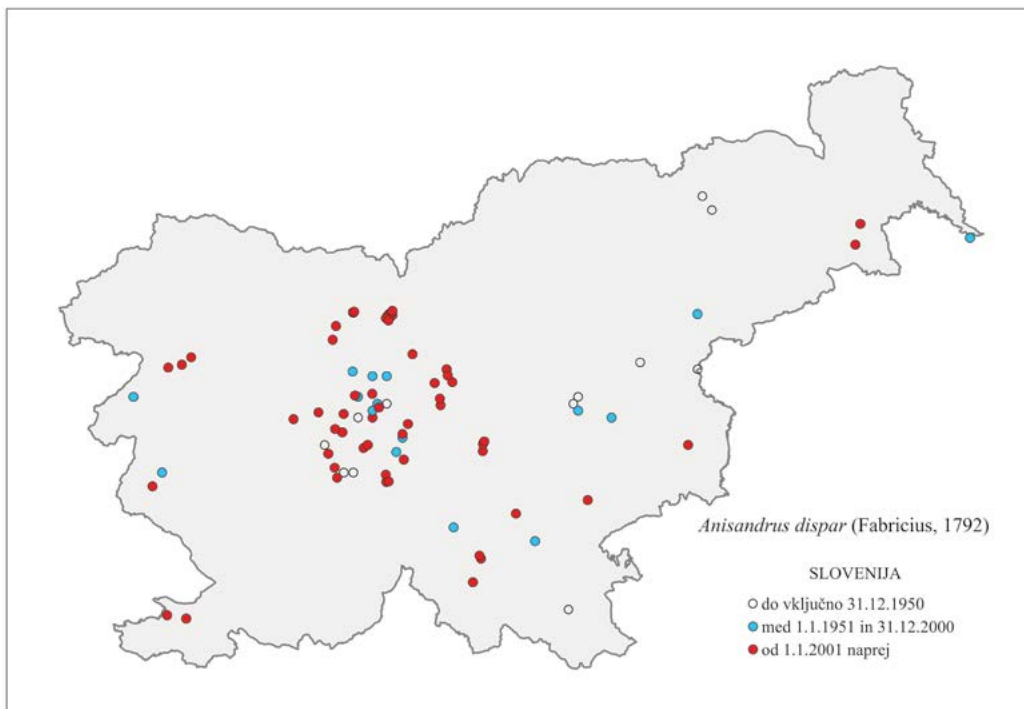 Anisandrus dispar (Fabricius, 1792)
SLOVENIJA
do vključno 31.12.1950
med 1.1.1951 in 31.12.2000
od 1.1.2001 naprej